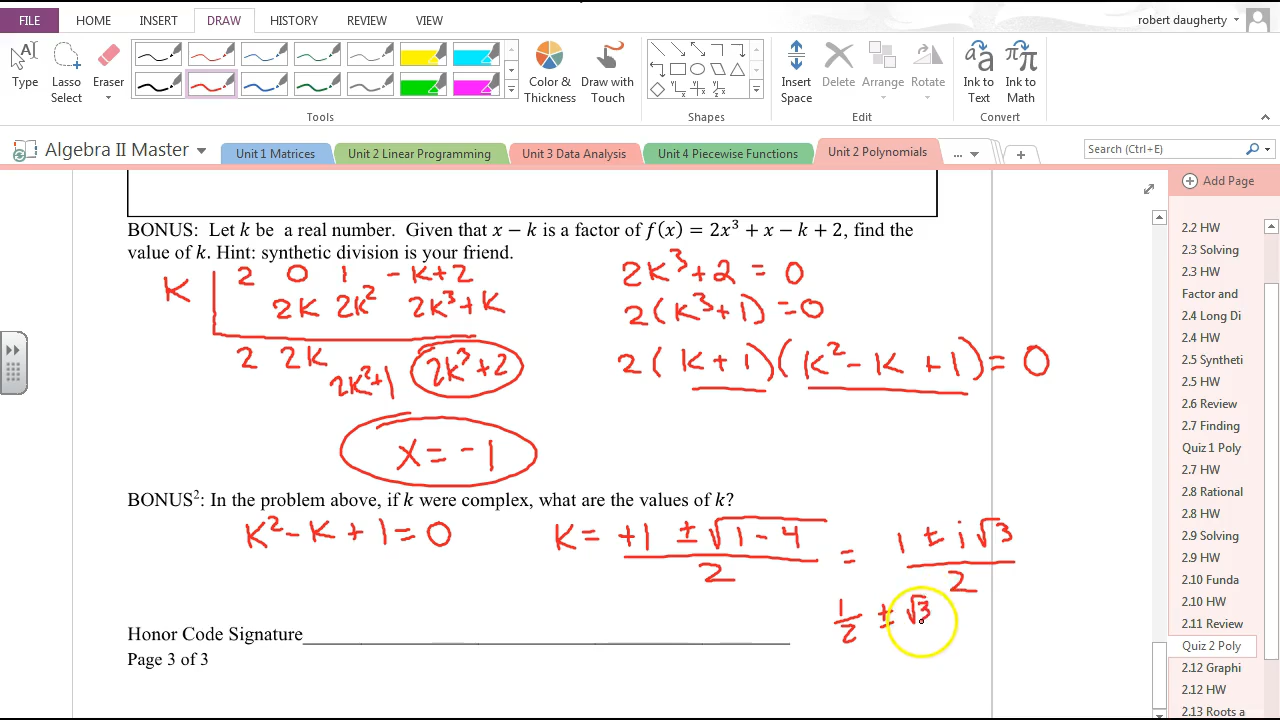 FILE HOME INSERT DRAW HISTORY REVIEW VIEW robert daugherty
Type Lasso Select Eraser Color & Thickness Draw with Touch Insert Space Delete Arrange Rotate Ink to Text Ink to Math
Tools Shapes Edit Convert
Algebra II Master Unit 1 Matrices Unit 2 Linear Programming Unit 3 Data Analysis Unit 4 Piecewise Functions Unit 2 Polynomials ... Search (Ctrl+E)
Add Page
BONUS: Let k be a real number. Given that x − k is a factor of f(x) = 2x³ + x − k + 2, find the
value of k. Hint: synthetic division is your friend.
K 2 0 1 -K+2
2K 2K² 2K³+K
2 2K 2K²+1 2K³+2
2K³+2 = 0
2(K³+1)=0
2(K+1)(K²-K+1)=0
x = -1
BONUS²: In the problem above, if k were complex, what are the values of k?
K²-K+1=0
K = +1 ± √1-4 / 2 = 1 ± i√3 / 2
1/2 ± √3
Honor Code Signature
Page 3 of 3
2.2 HW
2.3 Solving
2.3 HW
Factor and
2.4 Long Di
2.4 HW
2.5 Syntheti
2.5 HW
2.6 Review
2.7 Finding
Quiz 1 Poly
2.7 HW
2.8 Rational
2.8 HW
2.9 Solving
2.9 HW
2.10 Funda
2.10 HW
2.11 Review
Quiz 2 Poly
2.12 Graphi
2.12 HW
2.13 Roots a